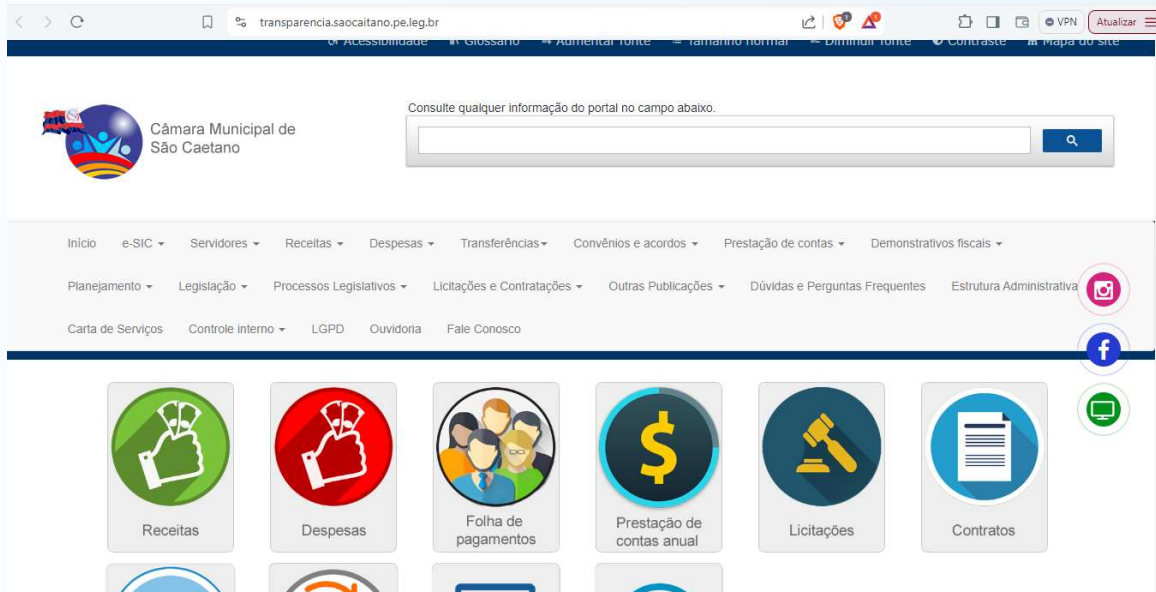 transparencia.saocaitano.pe.leg.br VPN Atualizar
Acessibilidade Glossário Aumentar fonte Tamanho normal Diminuir fonte Contraste Mapa do site
Consulte qualquer informação do portal no campo abaixo.
Câmara Municipal de
São Caetano
Início e-SIC Servidores Receitas Despesas Transferências Convênios e acordos Prestação de contas Demonstrativos fiscais
Planejamento Legislação Processos Legislativos Licitações e Contratações Outras Publicações Dúvidas e Perguntas Frequentes Estrutura Administrativa
Carta de Serviços Controle interno LGPD Ouvidoria Fale Conosco
Receitas
Despesas
Folha de
pagamentos
Prestação de
contas anual
Licitações
Contratos